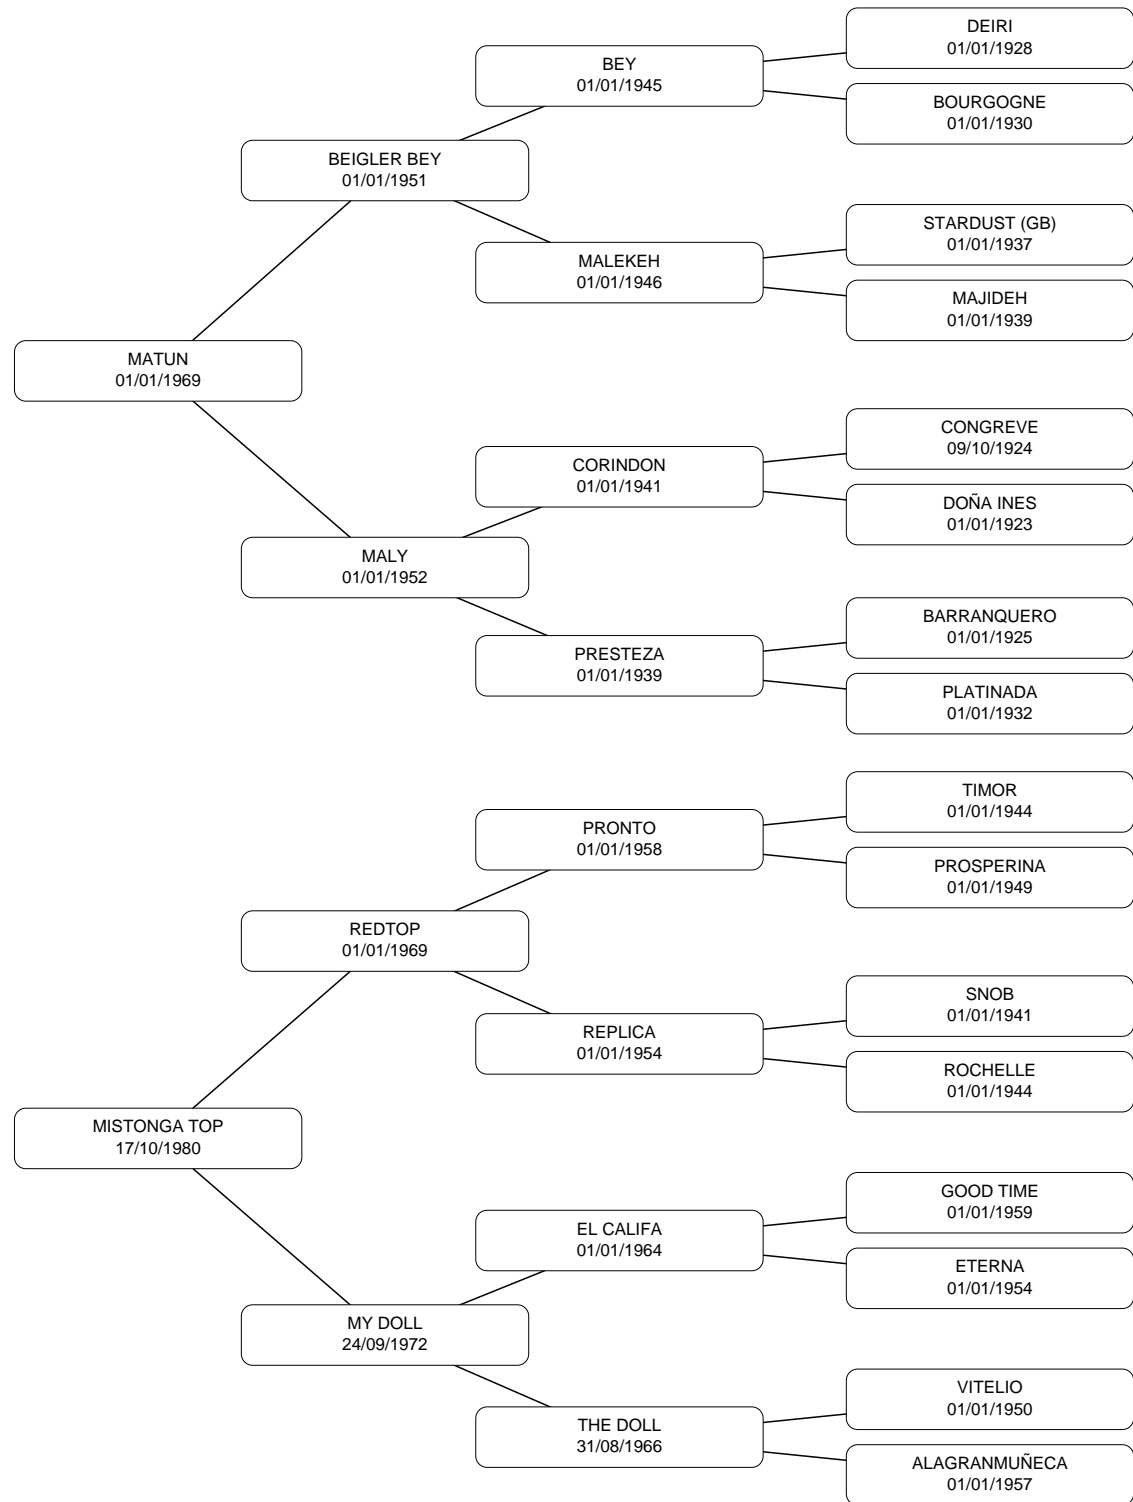 DEIRI
01/01/1928
BEY
01/01/1945
BOURGOGNE
01/01/1930
BEIGLER BEY
01/01/1951
STARDUST (GB)
01/01/1937
MALEKEH
01/01/1946
MAJIDEH
01/01/1939
MATUN
01/01/1969
CONGREVE
09/10/1924
CORINDON
01/01/1941
DOÑA INES
01/01/1923
MALY
01/01/1952
BARRANQUERO
01/01/1925
PRESTEZA
01/01/1939
PLATINADA
01/01/1932
TIMOR
01/01/1944
PRONTO
01/01/1958
PROSPERINA
01/01/1949
REDTOP
01/01/1969
SNOB
01/01/1941
REPLICA
01/01/1954
ROCHELLE
01/01/1944
MISTONGA TOP
17/10/1980
GOOD TIME
01/01/1959
EL CALIFA
01/01/1964
ETERNA
01/01/1954
MY DOLL
24/09/1972
VITELIO
01/01/1950
THE DOLL
31/08/1966
ALAGRANMUÑECA
01/01/1957